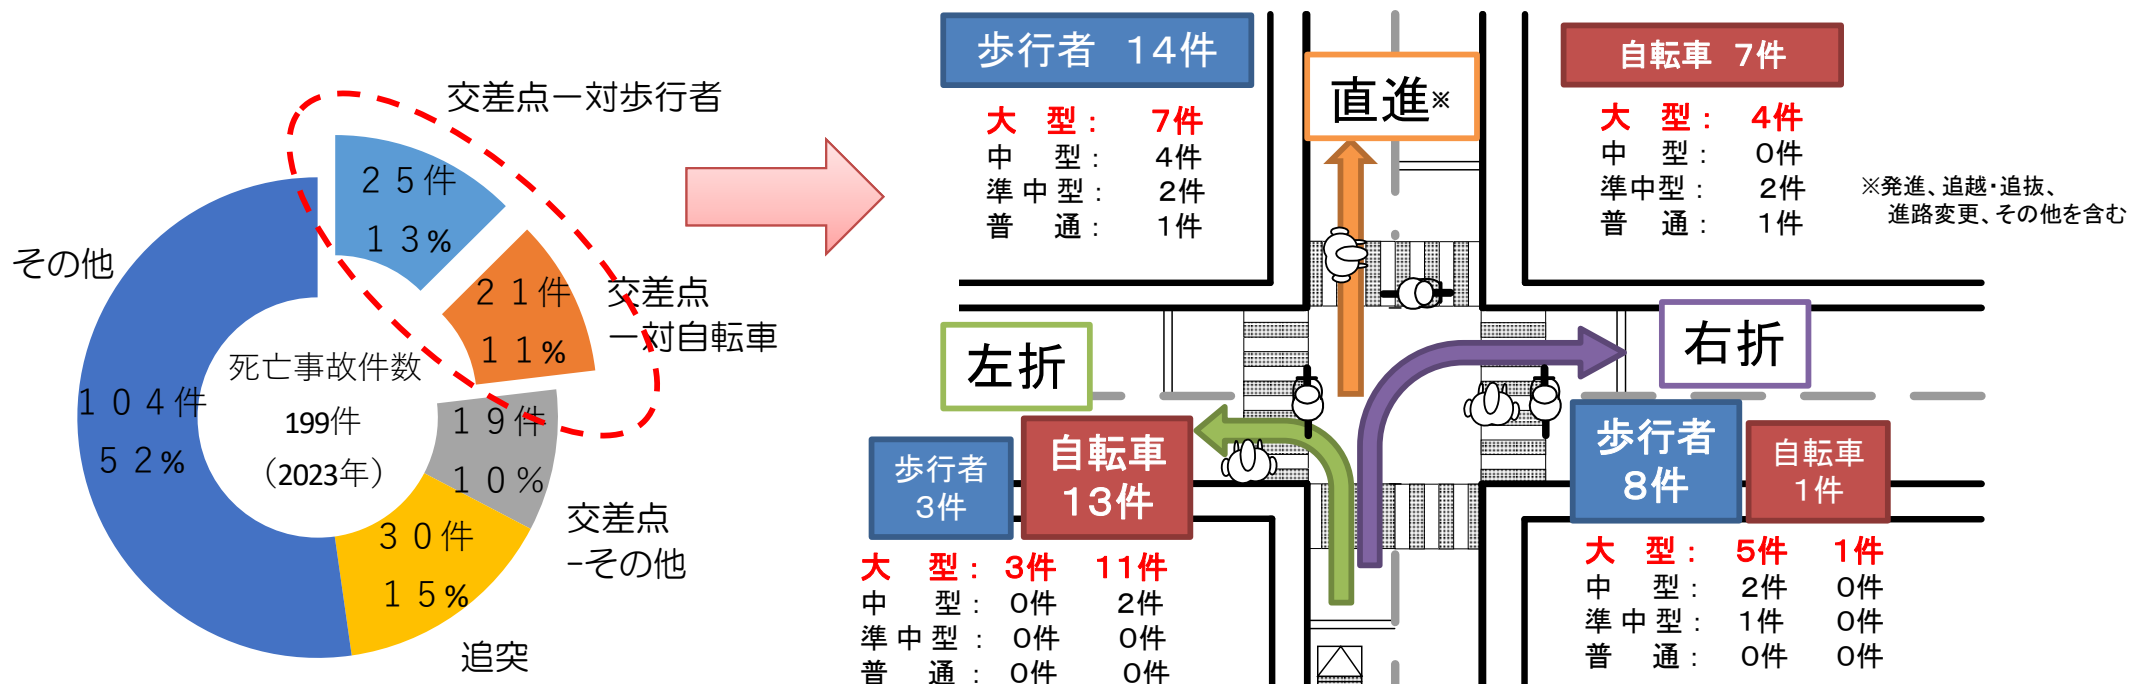 交差点ー対歩行者
25件
13%
21件
11%
交差点
ー対自転車
その他
104件
52%
死亡事故件数
199件
（2023年）
19件
10%
交差点
-その他
30件
15%
追突
歩行者 14件
大 型： 7件
中 型： 4件
準中型： 2件
普 通： 1件
直進※
自転車 7件
大 型： 4件
中 型： 0件
準中型： 2件
普 通： 1件
※発進、追越・追抜、
進路変更、その他を含む
左折
歩行者
3件
自転車
13件
大 型： 3件 11件
中 型： 0件 2件
準中型： 0件 0件
普 通： 0件 0件
右折
歩行者
8件
自転車
1件
大 型： 5件 1件
中 型： 2件 0件
準中型： 1件 0件
普 通： 0件 0件